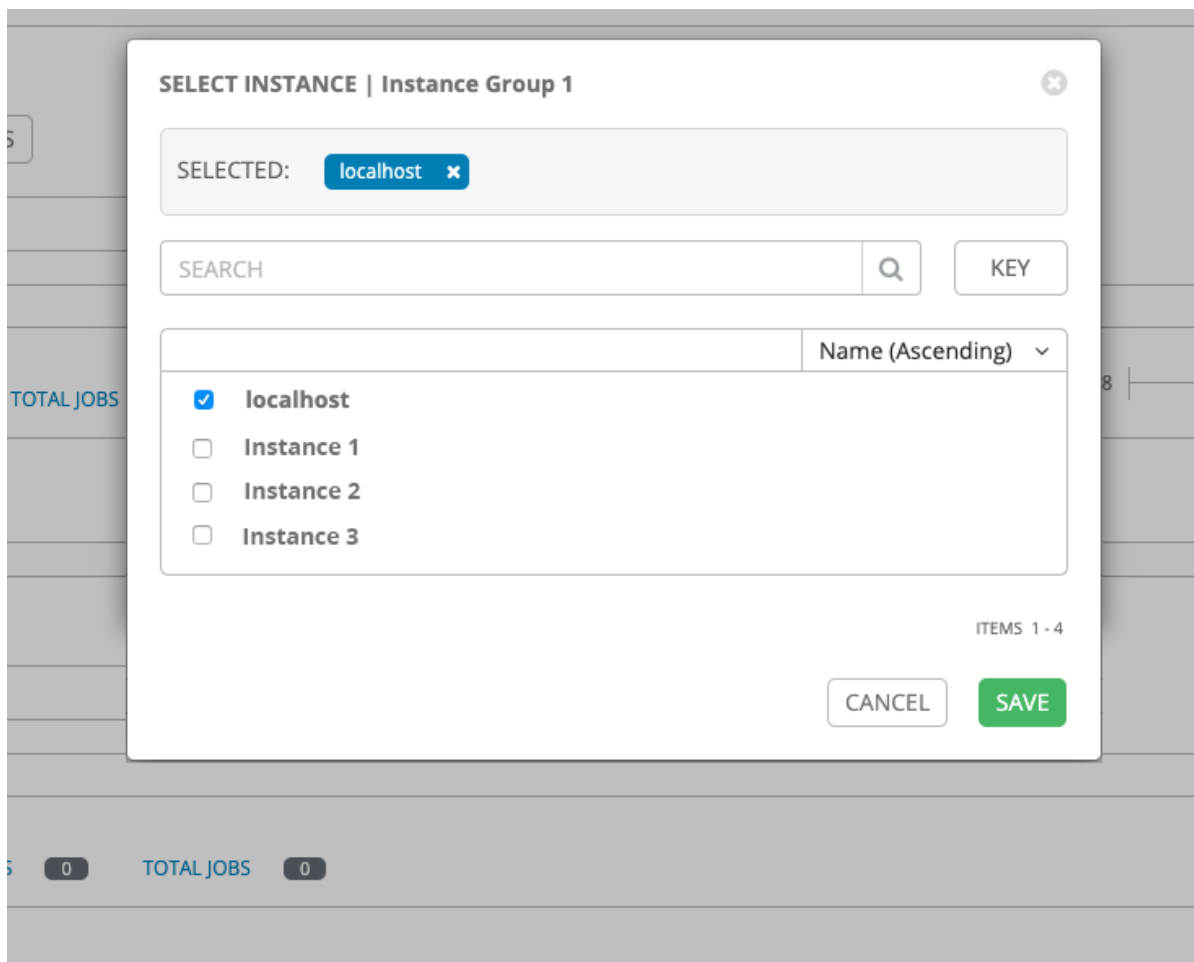 SELECT INSTANCE | Instance Group 1
S
SELECTED: localhost
SEARCH KEY
Name (Ascending)
localhost
TOTAL JOBS
8
Instance 1
Instance 2
Instance 3
ITEMS 1 - 4
CANCEL SAVE
S 0 TOTAL JOBS 0